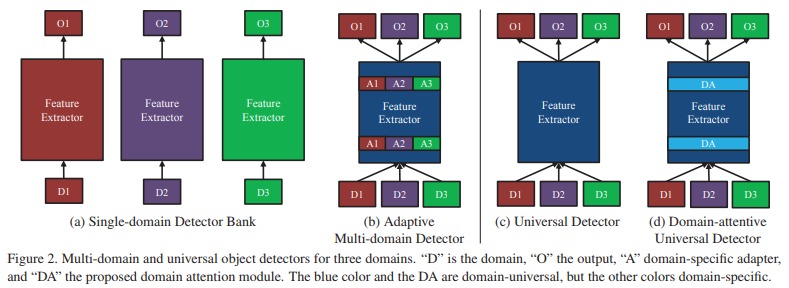 O1 O2 O3 O1 O2 O3 O1 O2 O3 O1 O2 O3
Feature Extractor
Feature Extractor
Feature Extractor
A1 A2 A3
Feature Extractor
A1 A2 A3
Feature Extractor
DA
Feature Extractor
DA
D1 D2 D3 D1 D2 D3 D1 D2 D3 D1 D2 D3
(a) Single-domain Detector Bank
(b) Adaptive
Multi-domain Detector
(c) Universal Detector
(d) Domain-attentive
Universal Detector
Figure 2. Multi-domain and universal object detectors for three domains. “D” is the domain, “O” the output, “A” domain-specific adapter,
and “DA” the proposed domain attention module. The blue color and the DA are domain-universal, but the other colors domain-specific.